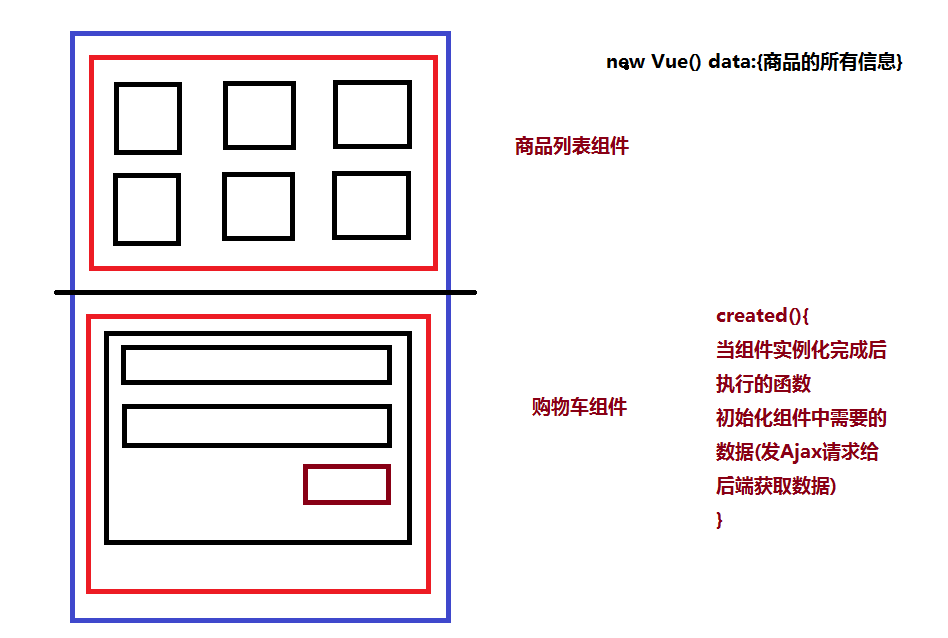 new Vue() data:{商品的所有信息}
商品列表组件
created(){
当组件实例化完成后
执行的函数
购物车组件
初始化组件中需要的
数据(发Ajax请求给
后端获取数据)
}